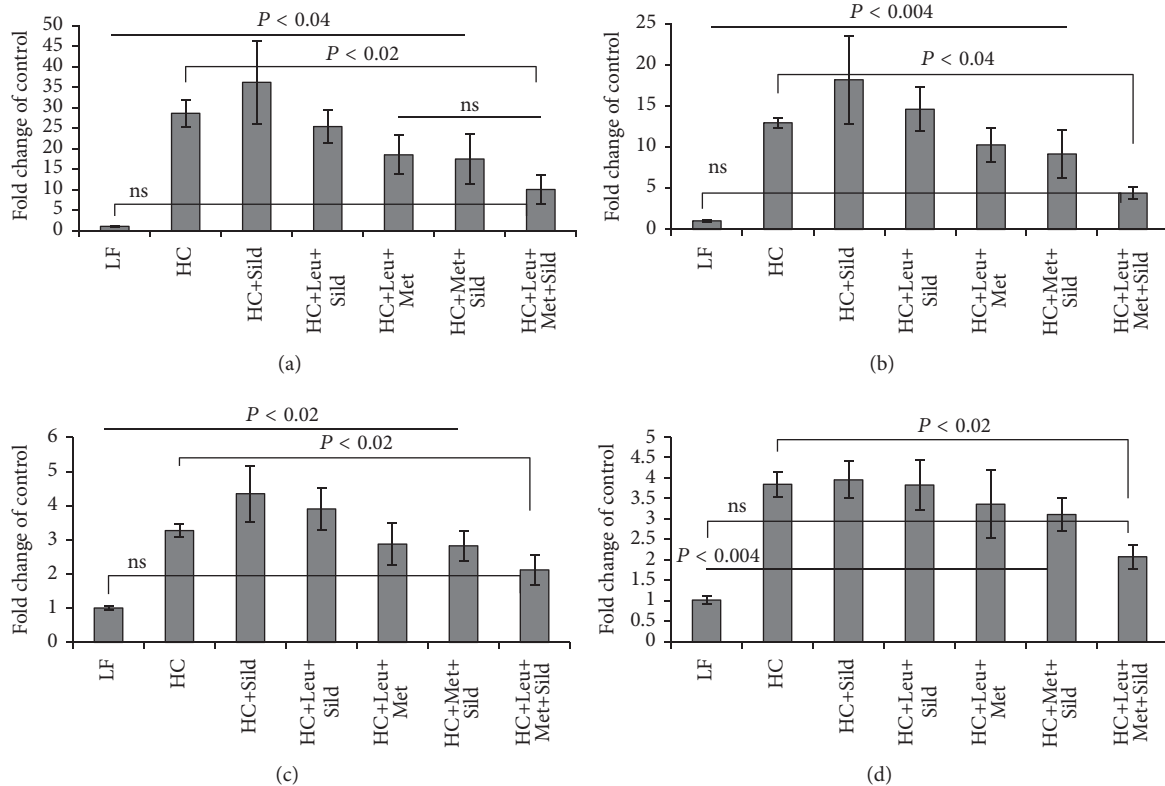 P < 0.04
P < 0.02
ns
ns
Fold change of control
50
45
40
35
30
25
20
15
10
5
0
LF
HC
HC+Sild
HC+Leu+
Sild
HC+Leu+
Met
HC+Met+
Sild
HC+Leu+
Met+Sild
(a)
P < 0.004
P < 0.04
ns
Fold change of control
25
20
15
10
5
0
LF
HC
HC+Sild
HC+Leu+
Sild
HC+Leu+
Met
HC+Met+
Sild
HC+Leu+
Met+Sild
(b)
P < 0.02
P < 0.02
ns
Fold change of control
6
5
4
3
2
1
0
LF
HC
HC+Sild
HC+Leu+
Sild
HC+Leu+
Met
HC+Met+
Sild
HC+Leu+
Met+Sild
(c)
P < 0.02
ns
P < 0.004
Fold change of control
5
4.5
4
3.5
3
2.5
2
1.5
1
0.5
0
LF
HC
HC+Sild
HC+Leu+
Sild
HC+Leu+
Met
HC+Met+
Sild
HC+Leu+
Met+Sild
(d)